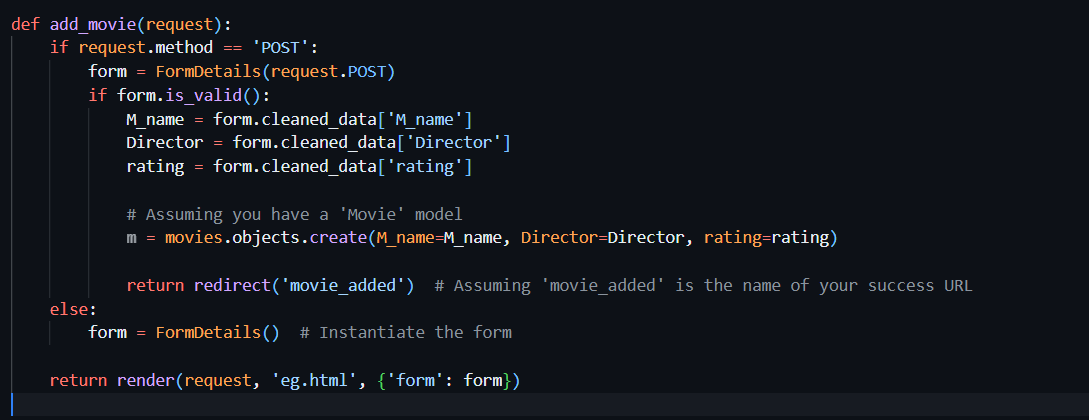 def add_movie(request):
    if request.method == 'POST':
        form = FormDetails(request.POST)
        if form.is_valid():
            M_name = form.cleaned_data['M_name']
            Director = form.cleaned_data['Director']
            rating = form.cleaned_data['rating']

            # Assuming you have a 'Movie' model
            m = movies.objects.create(M_name=M_name, Director=Director, rating=rating)

            return redirect('movie_added')  # Assuming 'movie_added' is the name of your success URL
    else:
        form = FormDetails()  # Instantiate the form

    return render(request, 'eg.html', {'form': form})